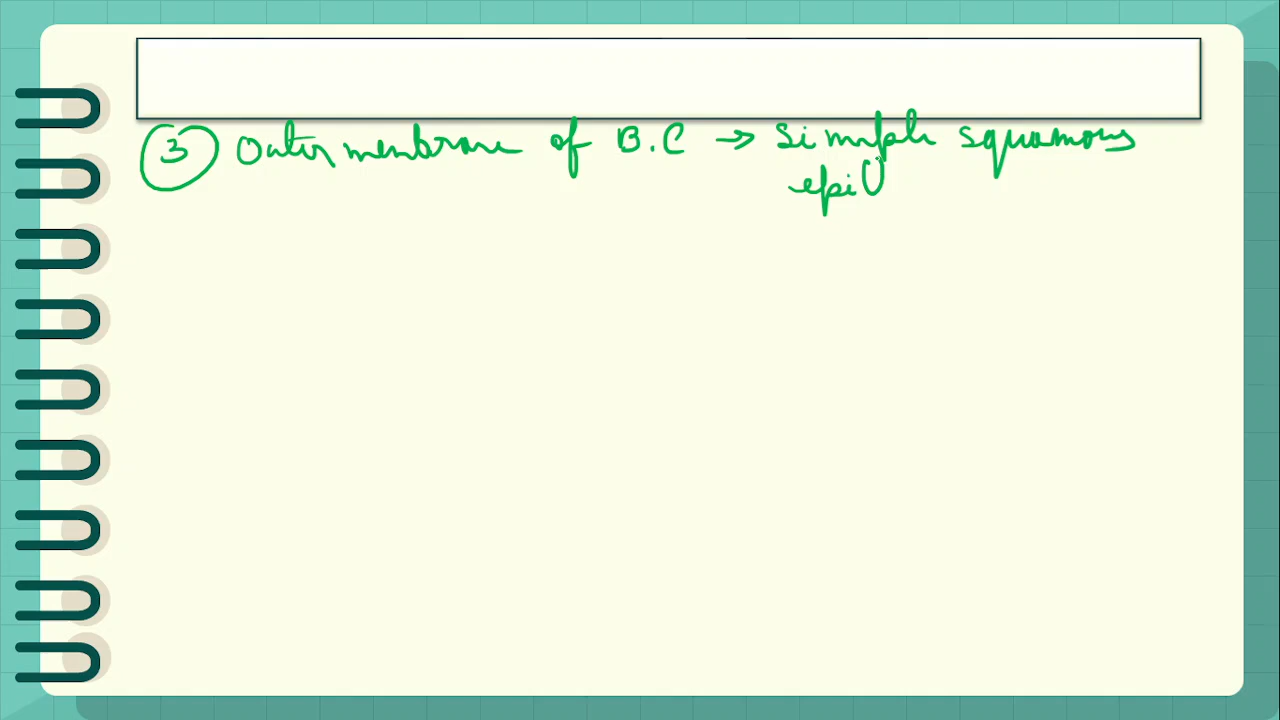 ③ Outer membrane of B.C → Simple squamous
epi